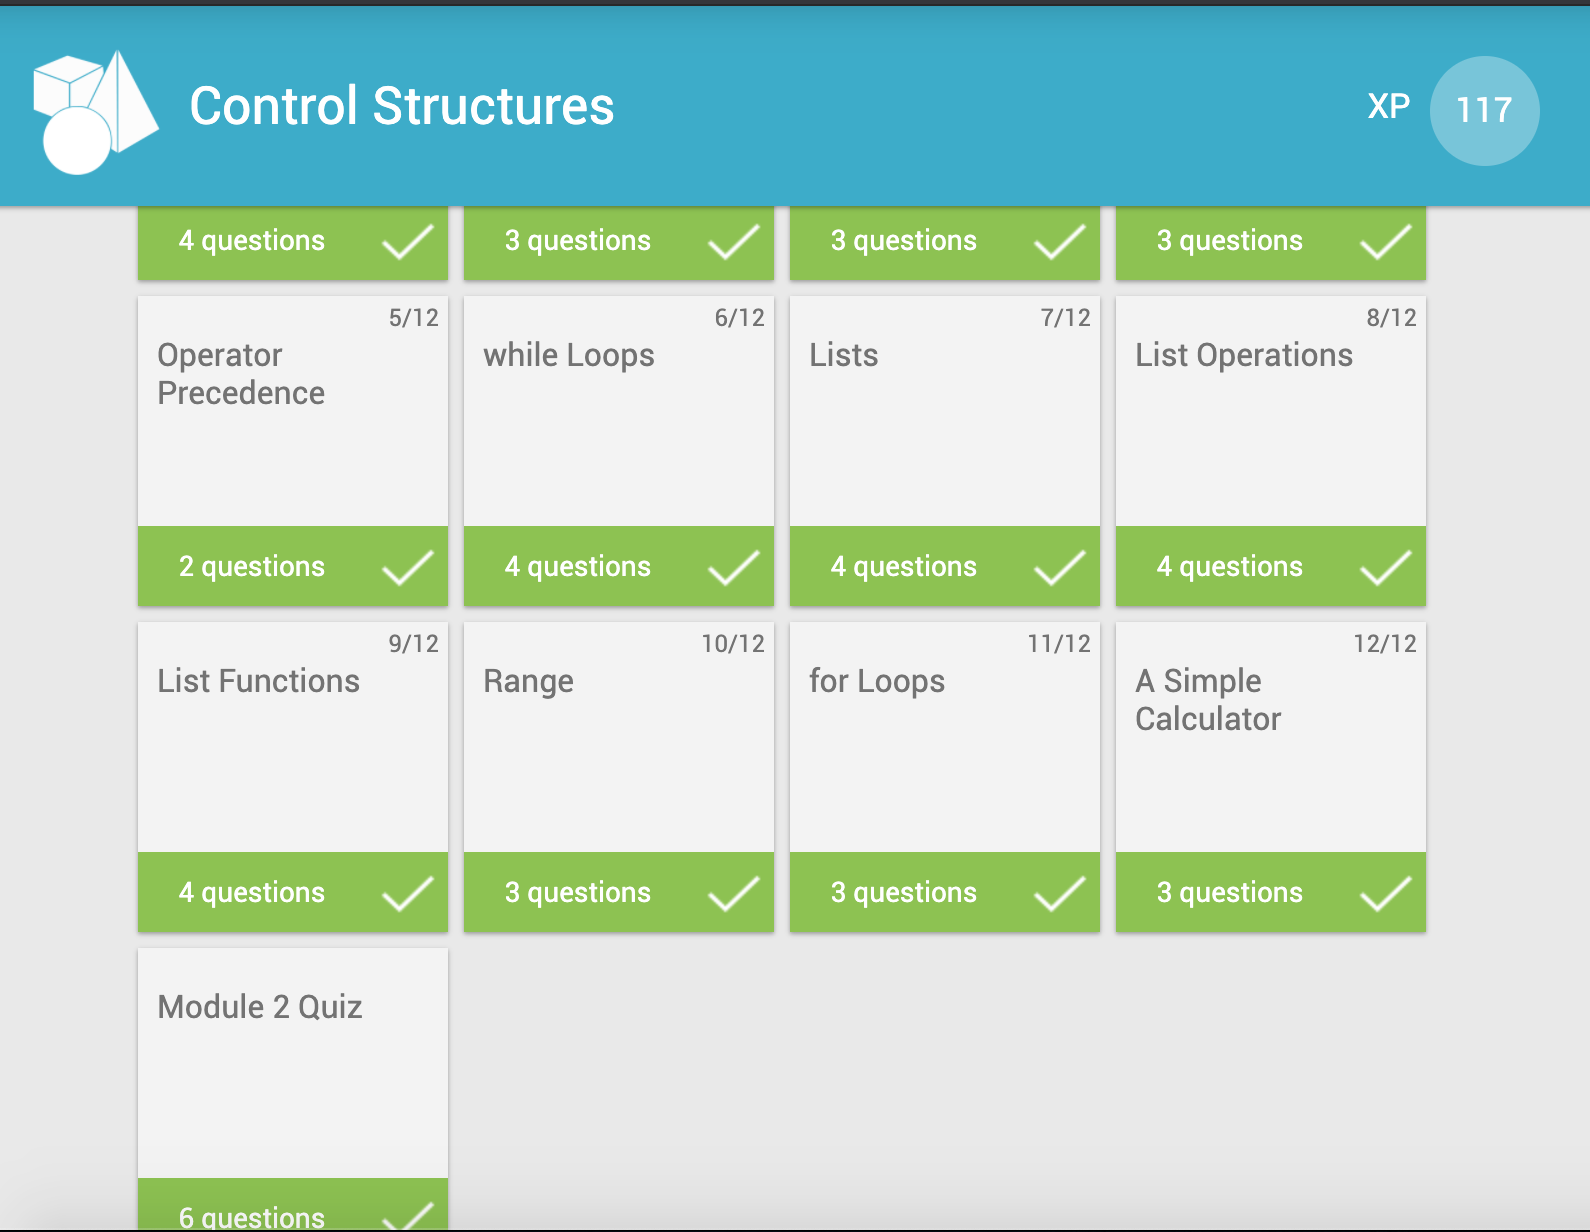 Control Structures
XP 117
4 questions
3 questions
3 questions
3 questions
5/12
Operator
Precedence
2 questions
6/12
while Loops
4 questions
7/12
Lists
4 questions
8/12
List Operations
4 questions
9/12
List Functions
4 questions
10/12
Range
3 questions
11/12
for Loops
3 questions
12/12
A Simple
Calculator
3 questions
Module 2 Quiz
6 questions